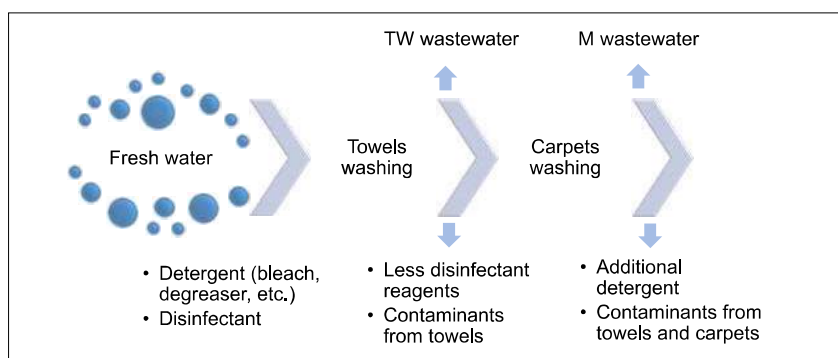 TW wastewater
M wastewater
Fresh water
Towels
washing
Carpets
washing
• Detergent (bleach,
degreaser, etc.)
• Disinfectant
• Less disinfectant
reagents
• Contaminants
from towels
• Additional
detergent
• Contaminants from
towels and carpets